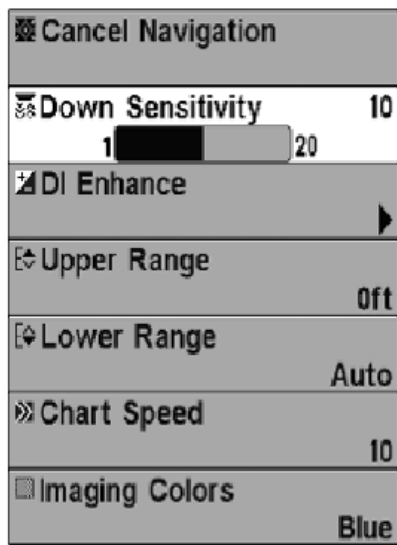 Cancel Navigation
Down Sensitivity 10
1 20
DI Enhance
Upper Range
0ft
Lower Range
Auto
Chart Speed
10
Imaging Colors
Blue